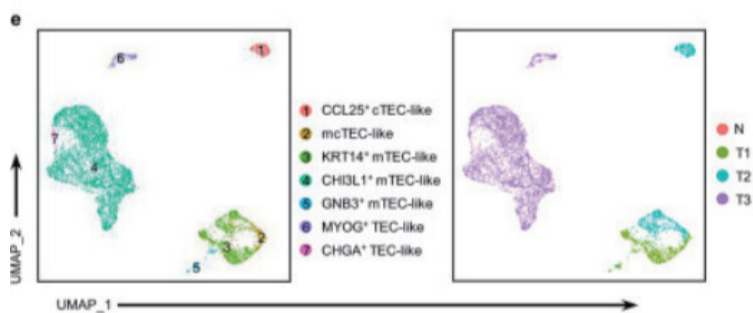 e
6
1
7
4
2
3
5
1 CCL25⁺ cTEC-like
2 mcTEC-like
3 KRT14⁺ mTEC-like
4 CHI3L1⁺ mTEC-like
5 GNB3⁺ mTEC-like
6 MYOG⁺ TEC-like
7 CHGA⁺ TEC-like
N
T1
T2
T3
UMAP_2
UMAP_1